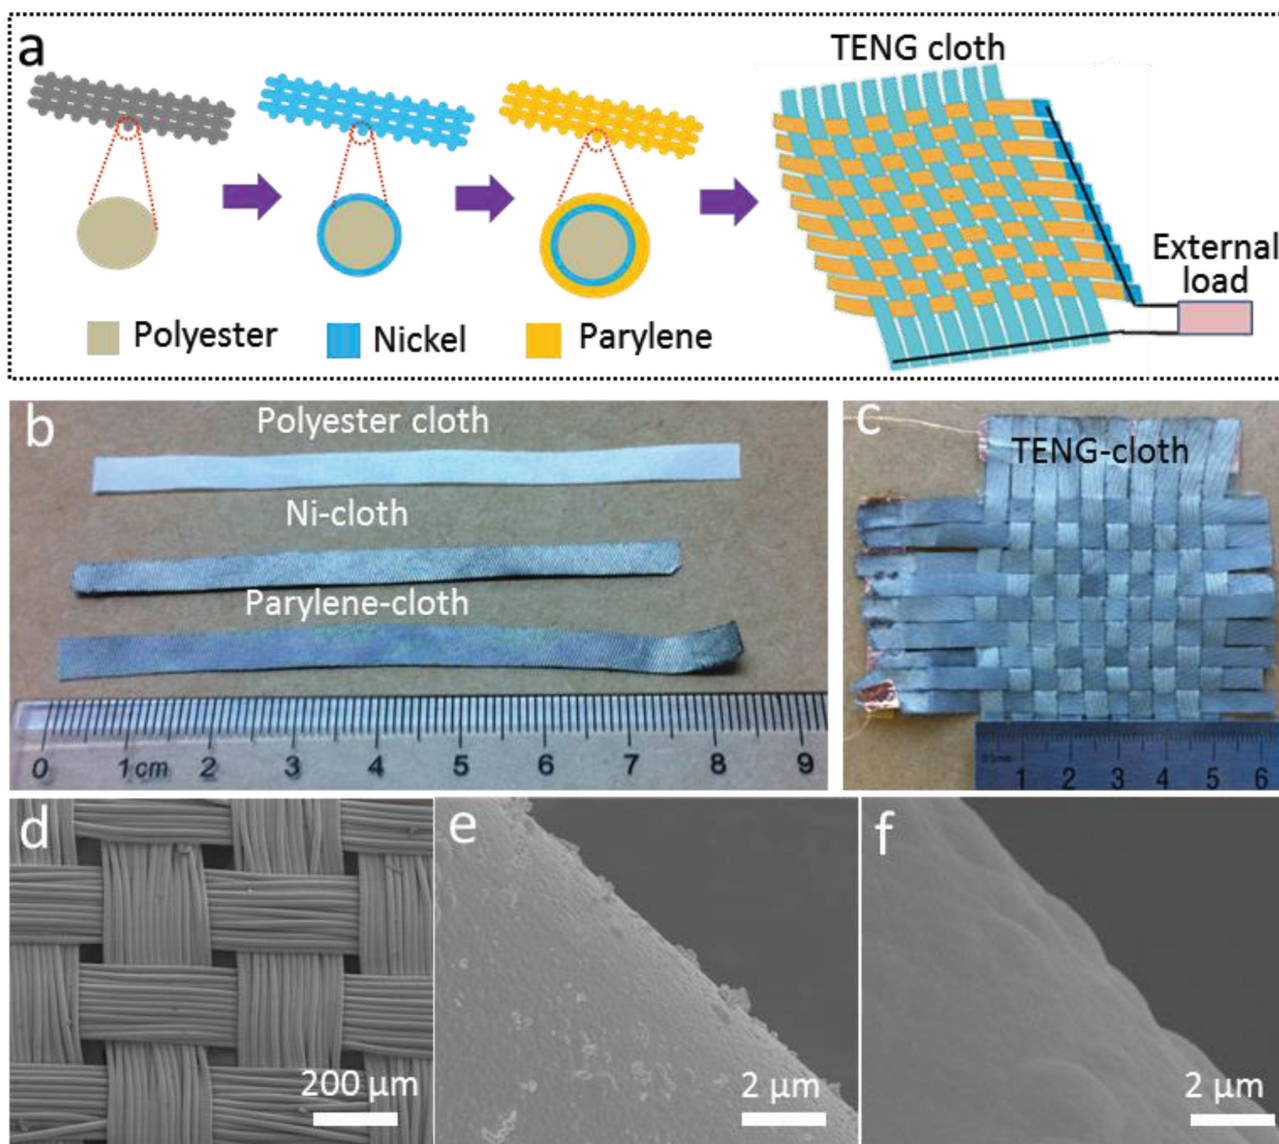 a
TENG cloth
External
load
Polyester
Nickel
Parylene
b
Polyester cloth
Ni-cloth
Parylene-cloth
0 1 cm 2 3 4 5 6 7 8 9
c
TENG-cloth
1 2 3 4 5 6
d
200 µm
e
2 µm
f
2 µm